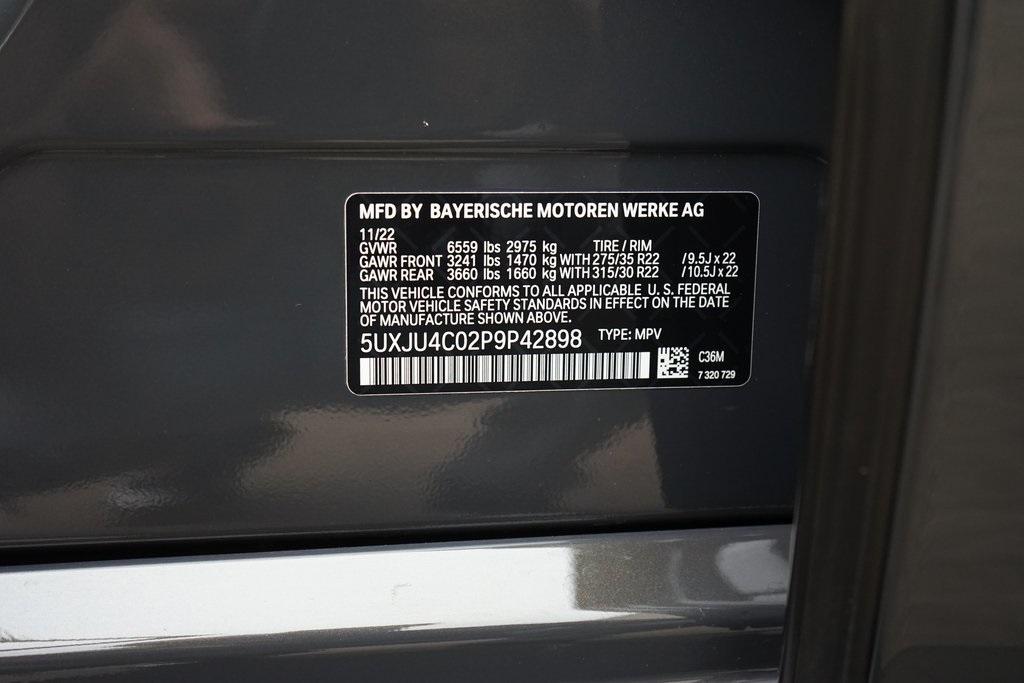 MFD BY BAYERISCHE MOTOREN WERKE AG
11/22
GVWR 6559 lbs 2975 kg TIRE / RIM
GAWR FRONT 3241 lbs 1470 kg WITH 275/35 R22 / 9.5J x 22
GAWR REAR 3660 lbs 1660 kg WITH 315/30 R22 / 10.5J x 22
THIS VEHICLE CONFORMS TO ALL APPLICABLE U. S. FEDERAL
MOTOR VEHICLE SAFETY STANDARDS IN EFFECT ON THE DATE
OF MANUFACTURE SHOWN ABOVE.
5UXJU4C02P9P42898 TYPE: MPV
C36M
7 320 729